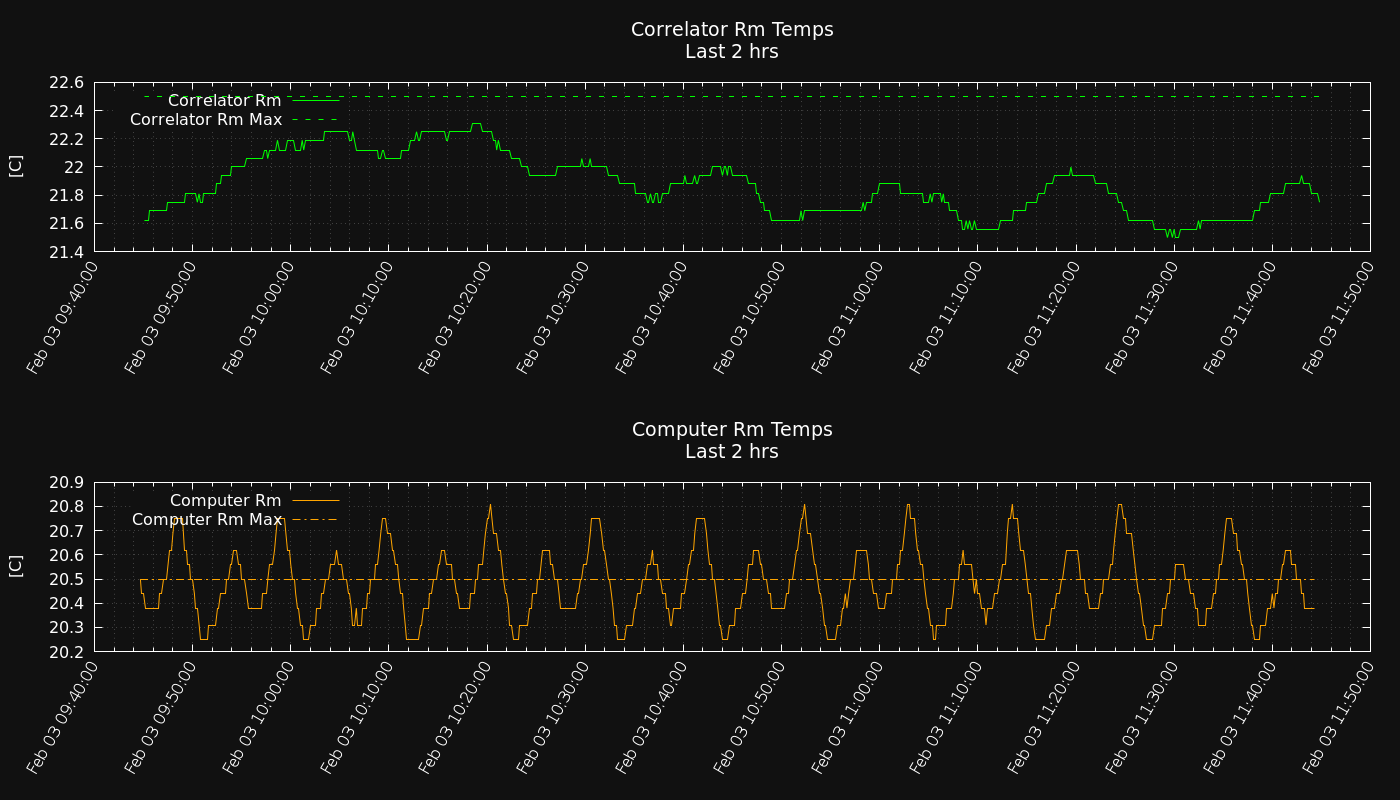 Correlator Rm Temps
Last 2 hrs
22.6
22.4
22.2
22
21.8
21.6
21.4
[C]
Correlator Rm
Correlator Rm Max
Feb 03 09:40:00
Feb 03 09:50:00
Feb 03 10:00:00
Feb 03 10:10:00
Feb 03 10:20:00
Feb 03 10:30:00
Feb 03 10:40:00
Feb 03 10:50:00
Feb 03 11:00:00
Feb 03 11:10:00
Feb 03 11:20:00
Feb 03 11:30:00
Feb 03 11:40:00
Feb 03 11:50:00
Computer Rm Temps
Last 2 hrs
20.9
20.8
20.7
20.6
20.5
20.4
20.3
20.2
[C]
Computer Rm
Computer Rm Max
Feb 03 09:40:00
Feb 03 09:50:00
Feb 03 10:00:00
Feb 03 10:10:00
Feb 03 10:20:00
Feb 03 10:30:00
Feb 03 10:40:00
Feb 03 10:50:00
Feb 03 11:00:00
Feb 03 11:10:00
Feb 03 11:20:00
Feb 03 11:30:00
Feb 03 11:40:00
Feb 03 11:50:00